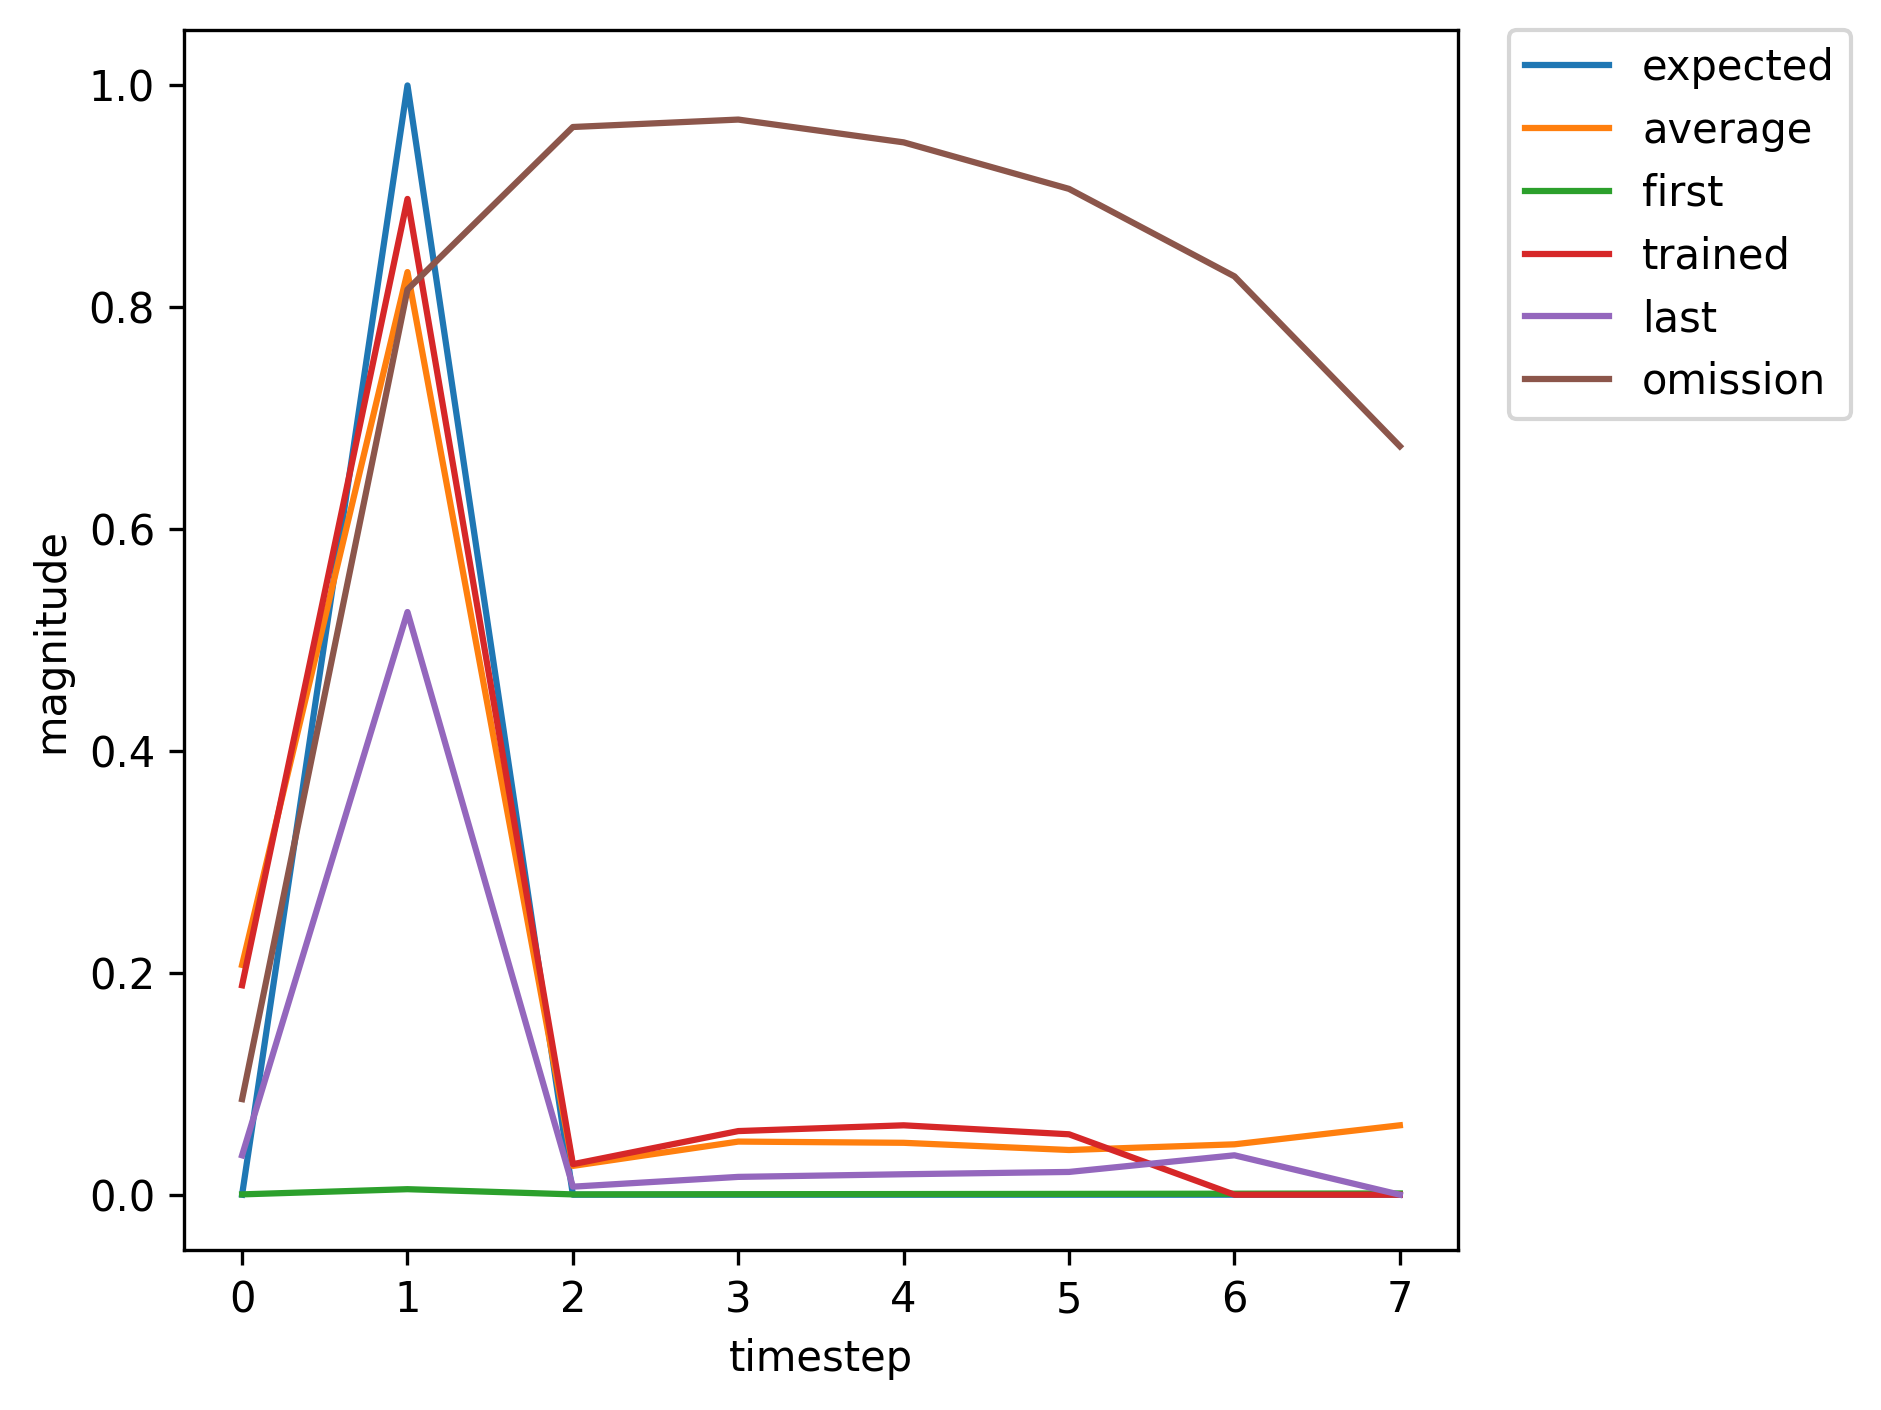 1.0
0.8
0.6
0.4
0.2
0.0
magnitude
0 1 2 3 4 5 6 7
timestep
expected
average
first
trained
last
omission